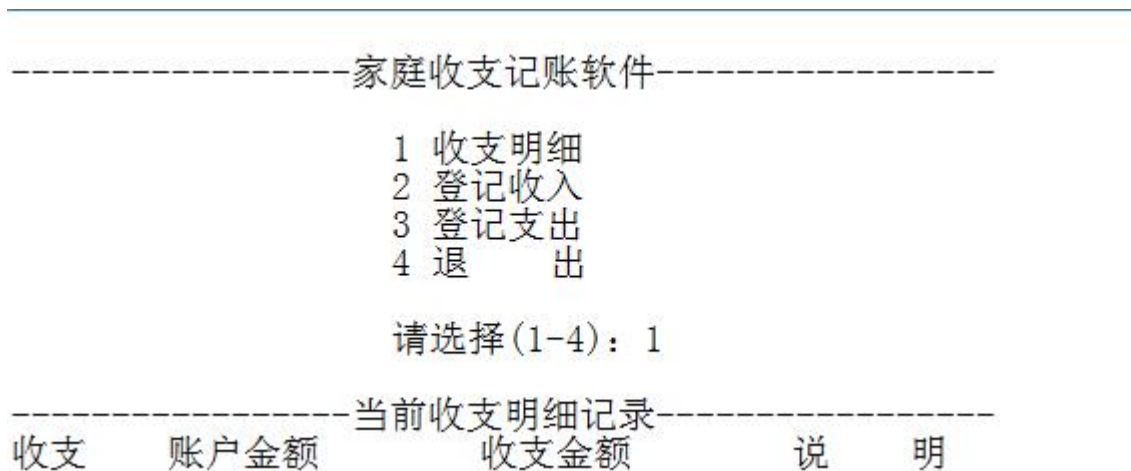 -----------------家庭收支记账软件-----------------
1 收支明细
2 登记收入
3 登记支出
4 退    出
请选择(1-4)：1
-----------------当前收支明细记录-----------------
收支    账户金额        收支金额        说    明